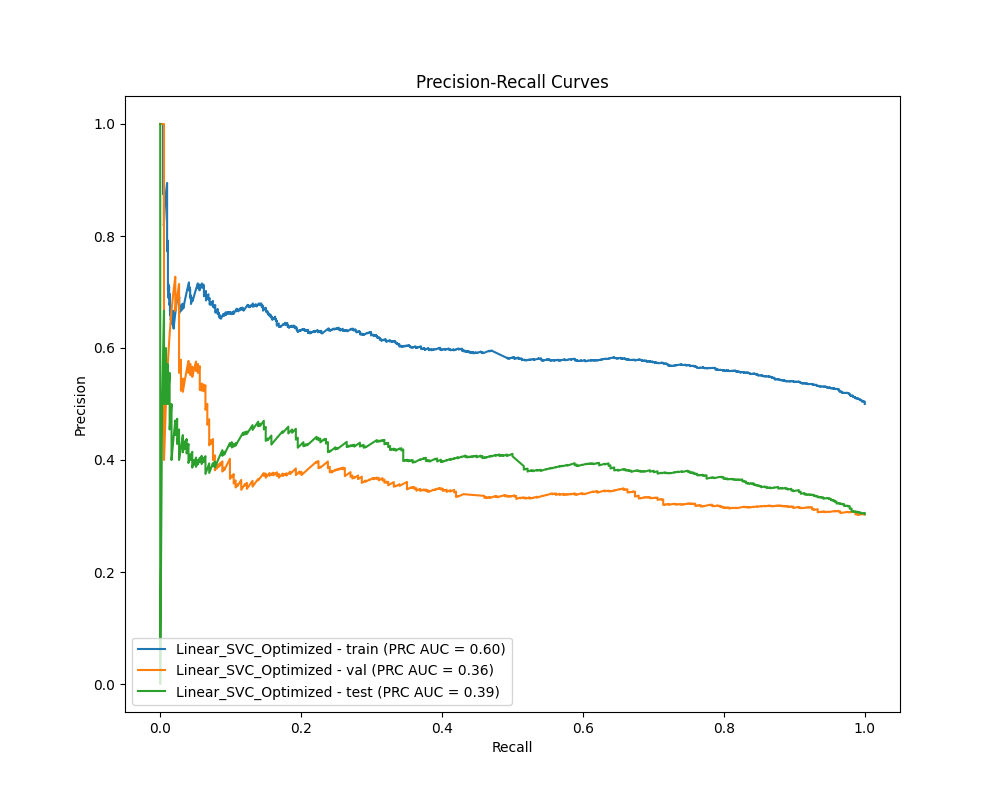 Precision-Recall Curves
1.0
0.8
0.6
0.4
0.2
0.0
Precision
Linear_SVC_Optimized - train (PRC AUC = 0.60)
Linear_SVC_Optimized - val (PRC AUC = 0.36)
Linear_SVC_Optimized - test (PRC AUC = 0.39)
0.0 0.2 0.4 0.6 0.8 1.0
Recall